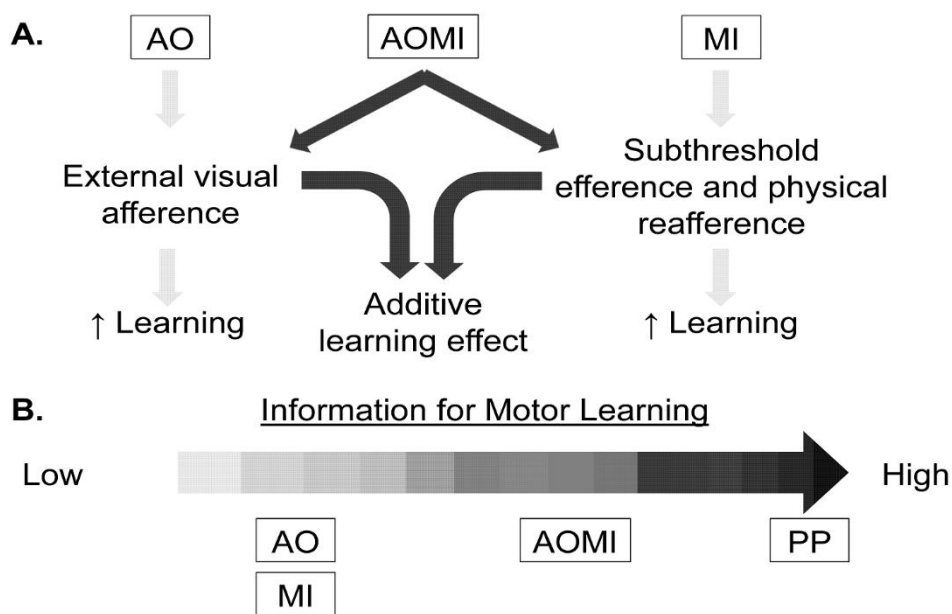 A.
AO
AOMI
MI
External visual
afference
Subthreshold
efference and physical
reafference
↑ Learning
Additive
learning effect
↑ Learning
B.
Information for Motor Learning
Low
High
AO
AOMI
PP
MI